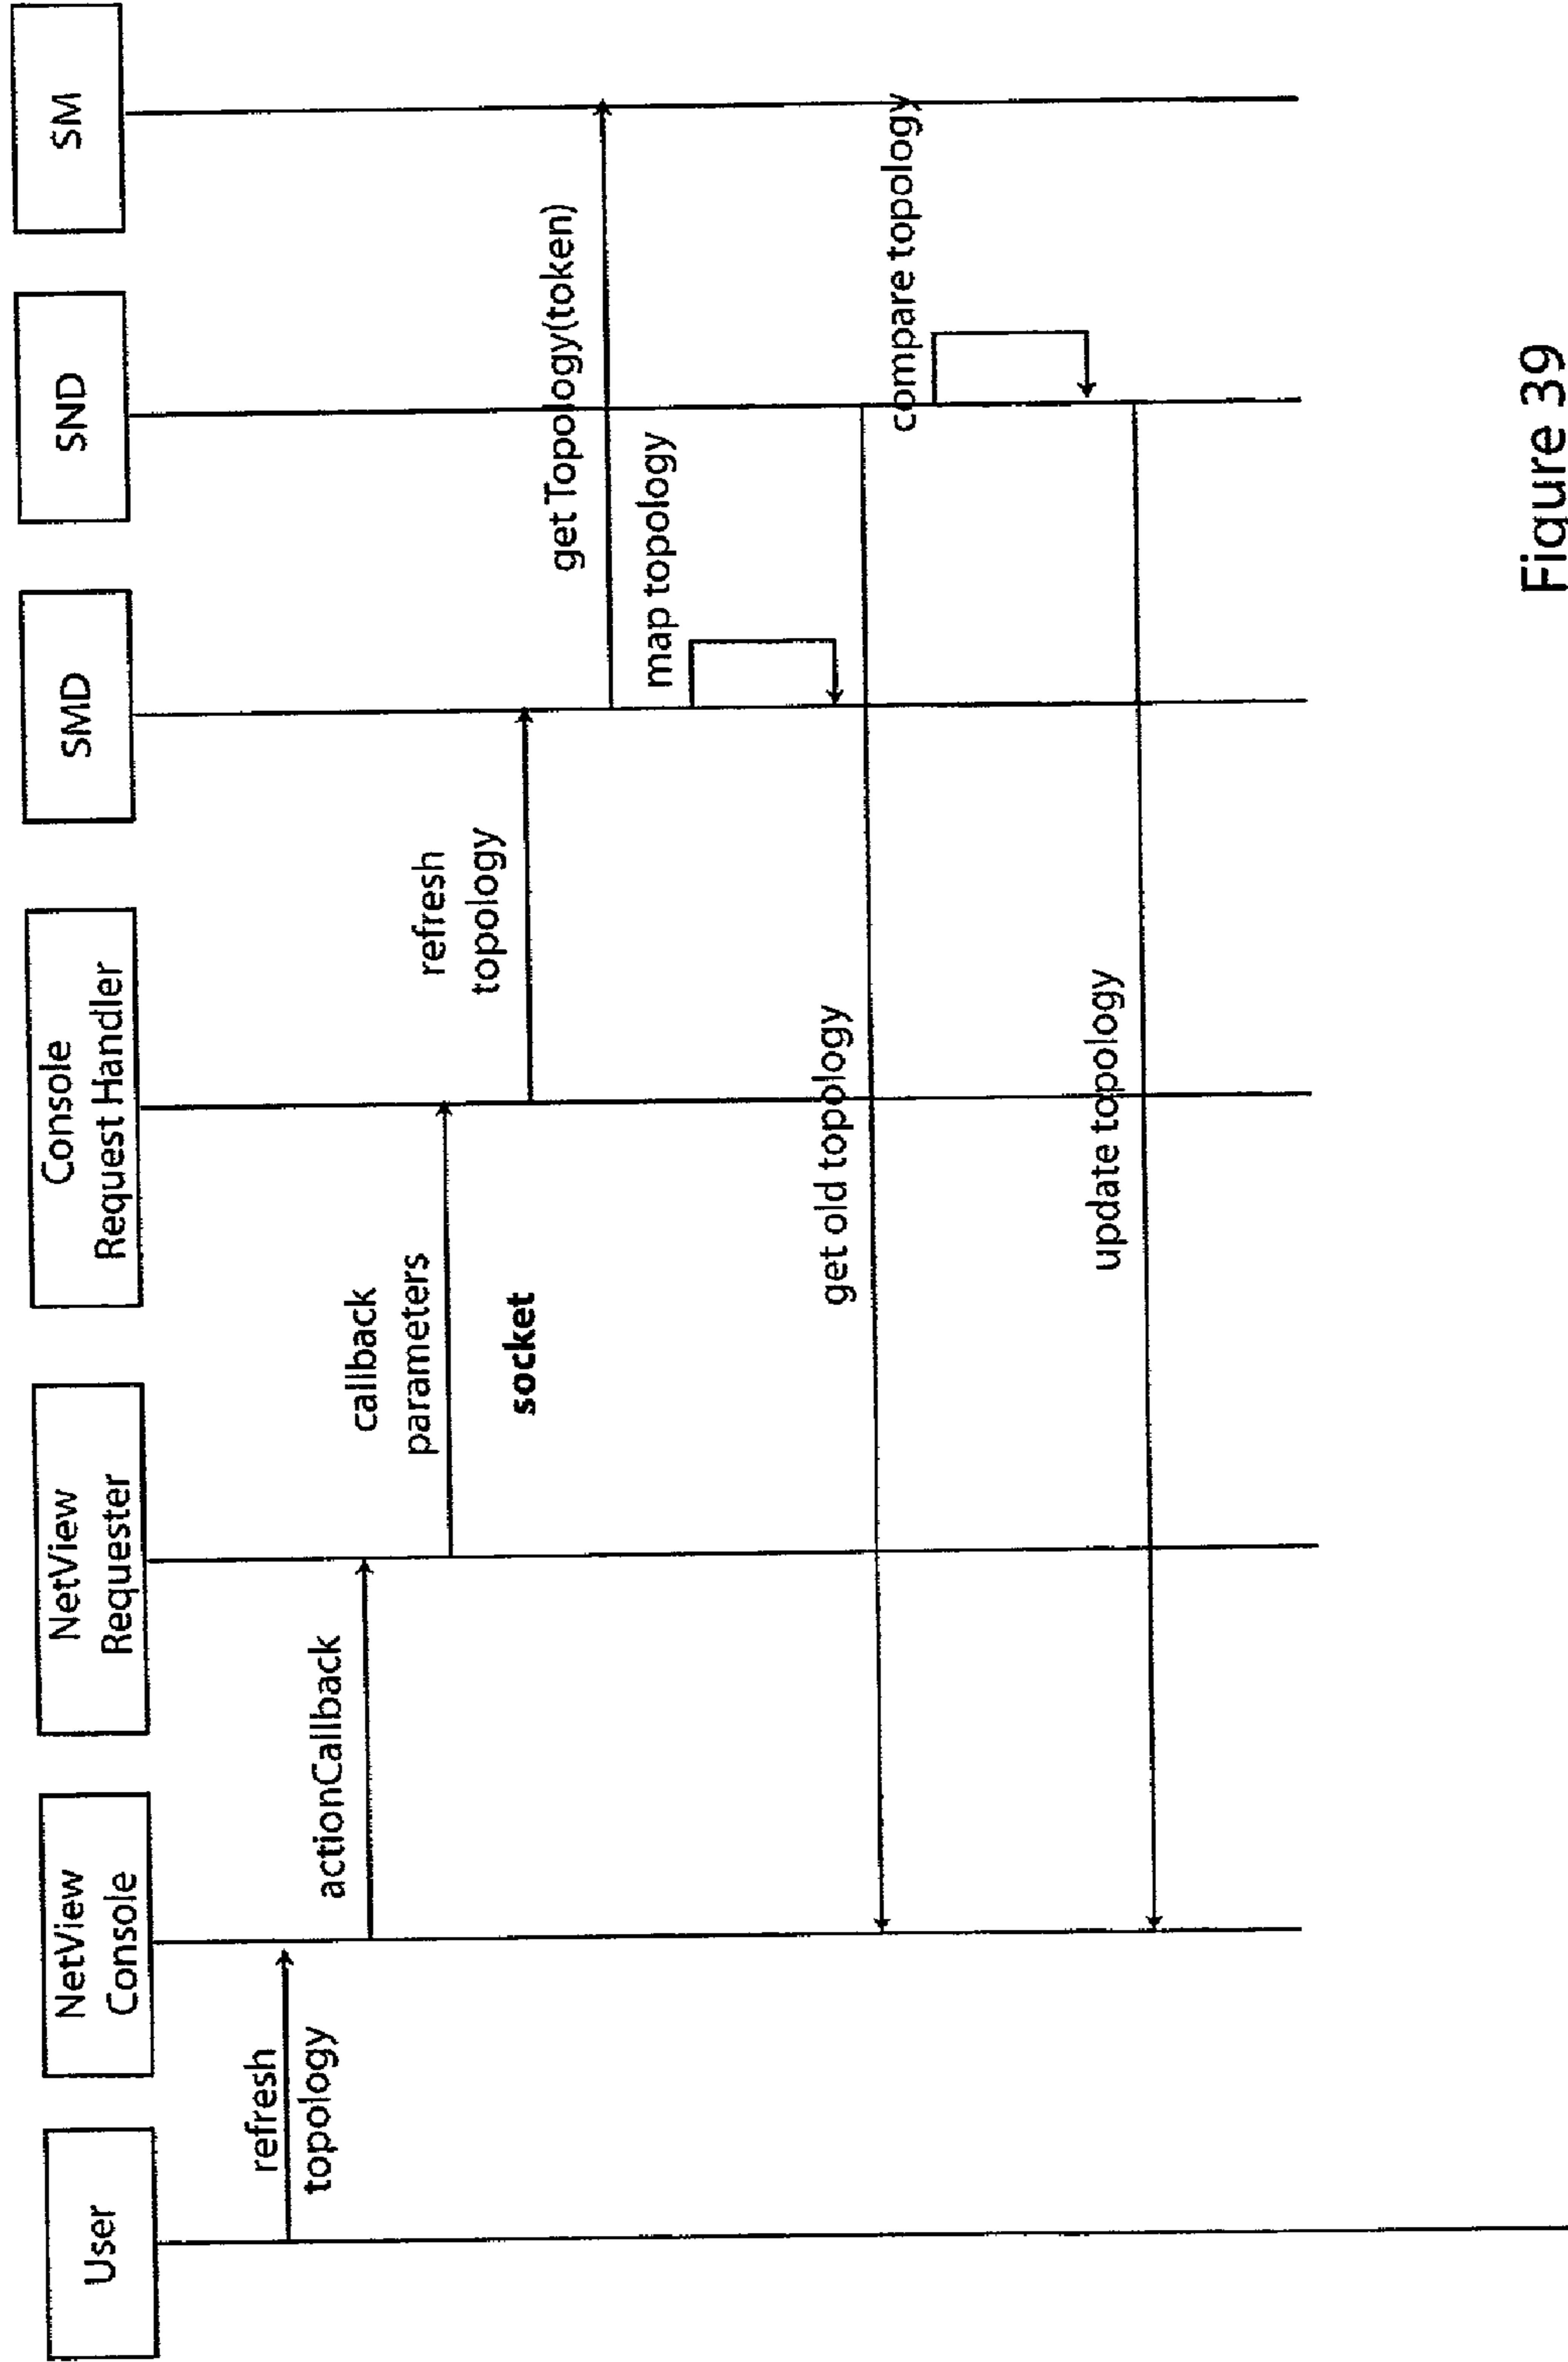 User
NetView
Console
NetView
Requester
Console
Request Handler
SMD
SND
SM
refresh
topology
actionCallback
callback
parameters
socket
refresh
topology
get Topology(token)
map topology
get old topology
compare topology
update topology
Figure 39